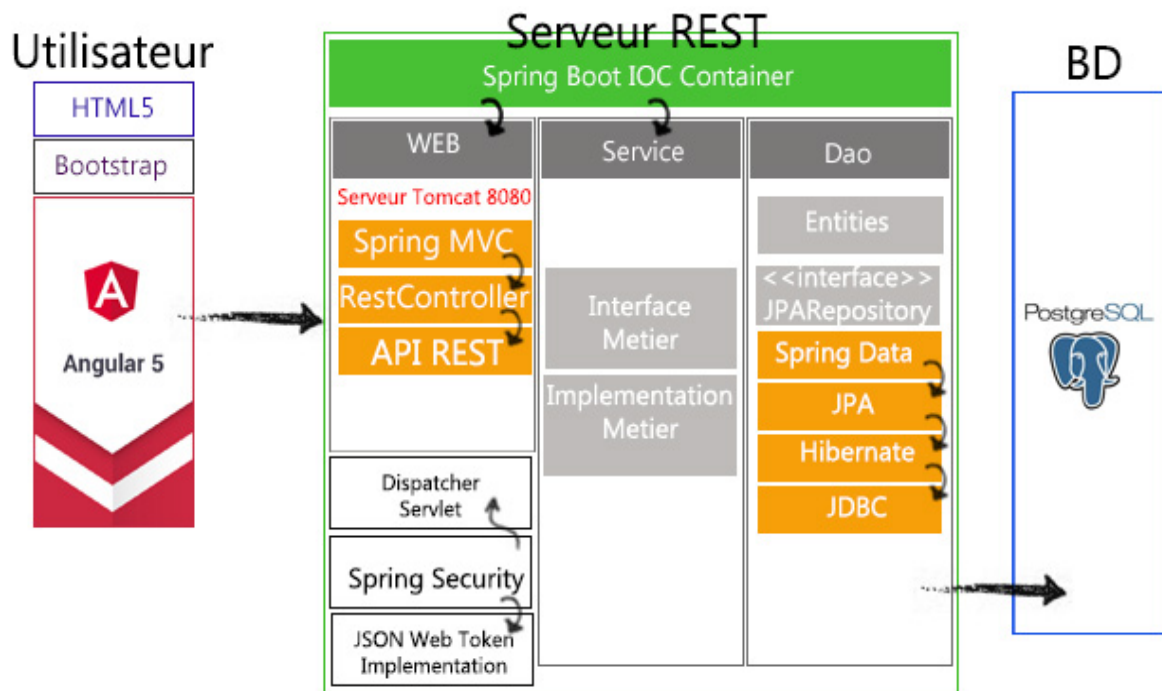 Utilisateur
HTML5
Bootstrap
A
Angular 5
Serveur REST
Spring Boot IOC Container
WEB
Serveur Tomcat 8080
Spring MVC
RestController
API REST
Dispatcher
Servlet
Spring Security
JSON Web Token
Implementation
Service
Interface
Metier
Implementation
Metier
Dao
Entities
<<interface>>
JPARepository
Spring Data
JPA
Hibernate
JDBC
BD
PostgreSQL